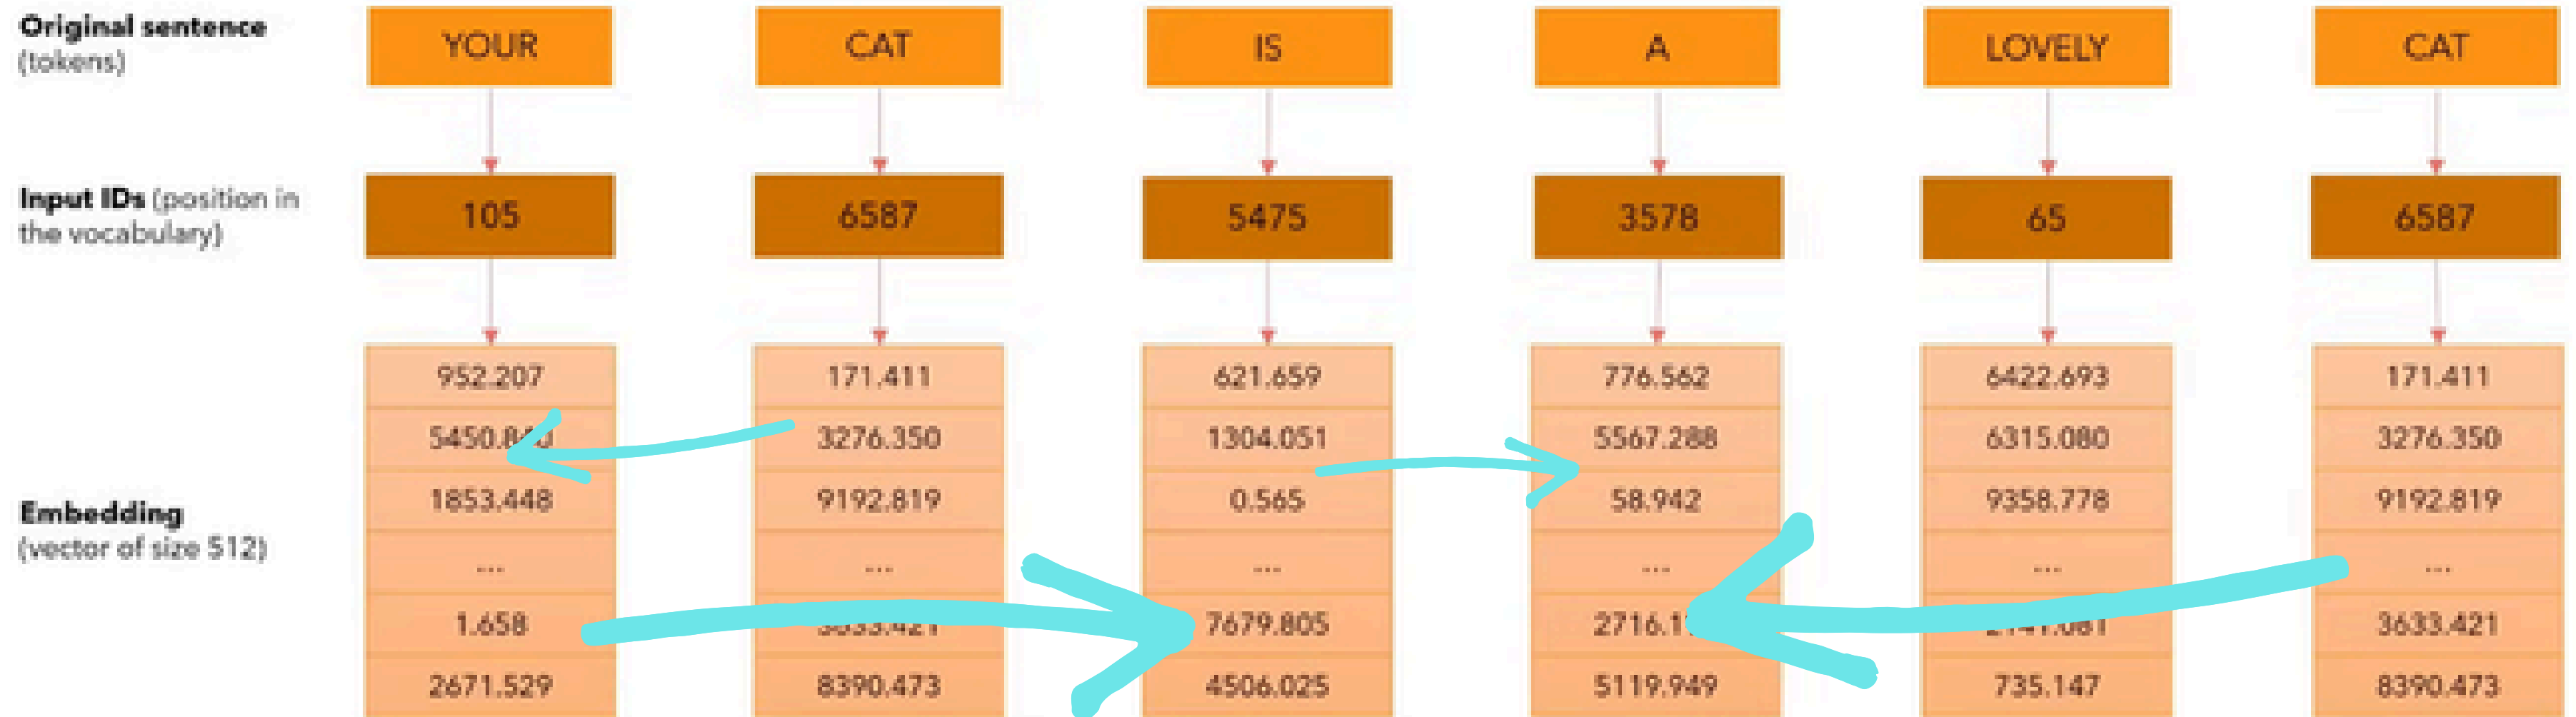 Original sentence
(tokens)
YOUR CAT IS A LOVELY CAT
Input IDs (position in
the vocabulary)
105 6587 5475 3578 65 6587
952.207 171.411 621.659 776.562 6422.693 171.411
3276.350 1304.051 5567.288 6315.080 3276.350
1853.448 9192.819 0.565 58.942 9358.778 9192.819
Embedding
(vector of size 512)
... ... ... ... ... ...
1.658 7679.805 3633.421
2671.529 8390.473 4506.025 5119.949 735.147 8390.473